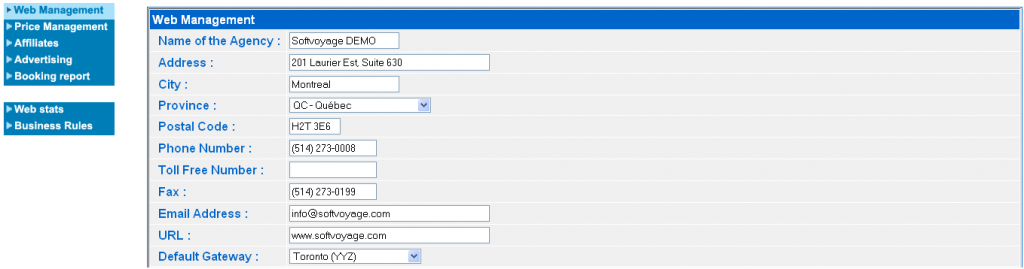 Web Management
Price Management
Affiliates
Advertising
Booking report
Web stats
Business Rules
Web Management
Name of the Agency : Softvoyage DEMO
Address : 201 Laurier Est, Suite 630
City : Montreal
Province : QC - Québec
Postal Code : H2T 3E6
Phone Number : (514) 273-0008
Toll Free Number :
Fax : (514) 273-0199
Email Address : info@softvoyage.com
URL : www.softvoyage.com
Default Gateway : Toronto (YYZ)